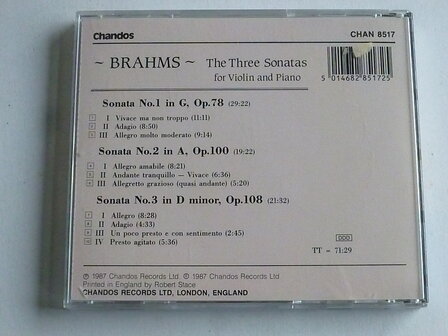 Chandos
CHAN 8517
~ BRAHMS ~ The Three Sonatas
for Violin and Piano
5 014682 851725
Sonata No.1 in G, Op.78 (29:22)
1 I Vivace ma non troppo (11:11)
2 II Adagio (8:50)
3 III Allegro molto moderato (9:14)
Sonata No.2 in A, Op.100 (19:22)
4 I Allegro amabile (8:21)
5 II Andante tranquillo — Vivace (6:36)
6 III Allegretto grazioso (quasi andante) (5:20)
Sonata No.3 in D minor, Op.108 (21:32)
7 I Allegro (8:28)
8 II Adagio (4:33)
9 III Un poco presto e con sentimento (2:45)
10 IV Presto agitato (5:36)
DDD
TT = 71:29
℗ 1987 Chandos Records Ltd © 1987 Chandos Records Ltd.
Printed in England by Robert Stace
CHANDOS RECORDS LTD, LONDON, ENGLAND